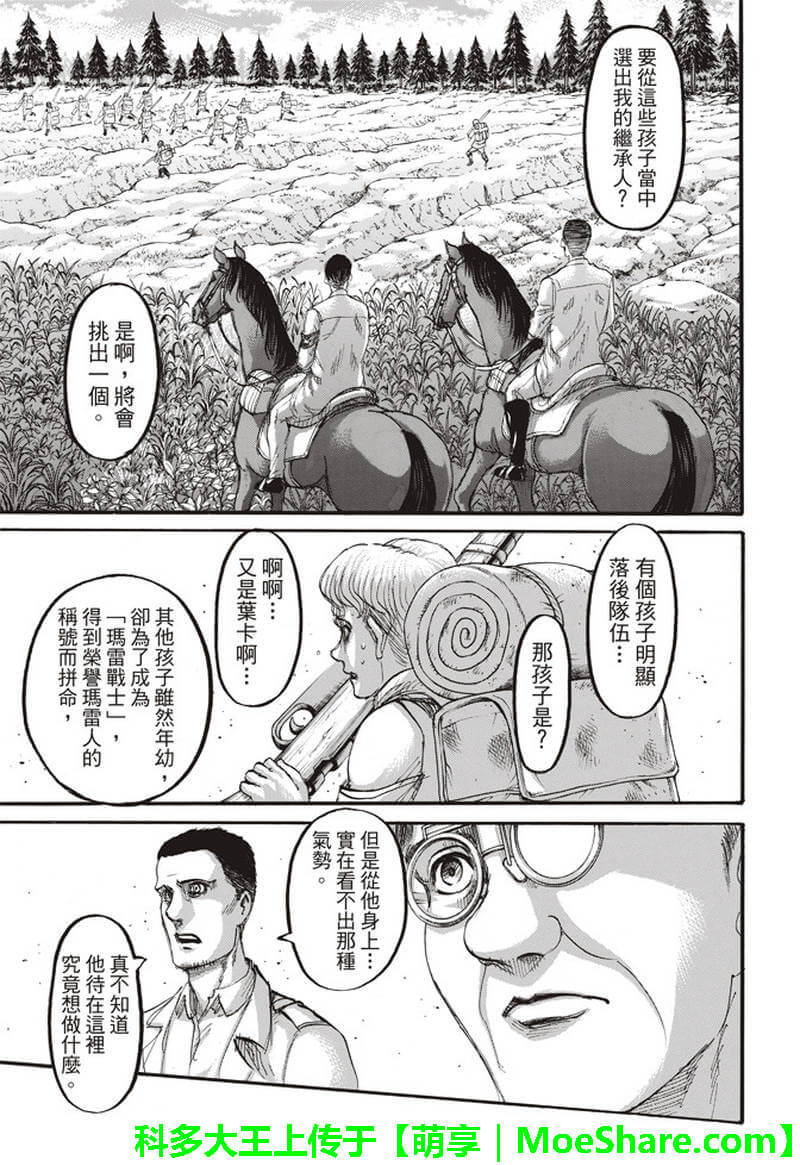 要從這些孩子當中
選出我的繼承人？
是啊，將會
挑出一個。
有個孩子明顯
落後隊伍…
那孩子是？
啊啊…
又是葉卡啊…
其他孩子雖然年幼，
卻為了成為
「瑪雷戰士」，
得到榮譽瑪雷人的
稱號而拼命，
但是從他身上…
實在看不出那種
氣勢。
真不知道
他待在這裡
究竟想做什麼。
科多大王上传于【萌享｜MoeShare.com】